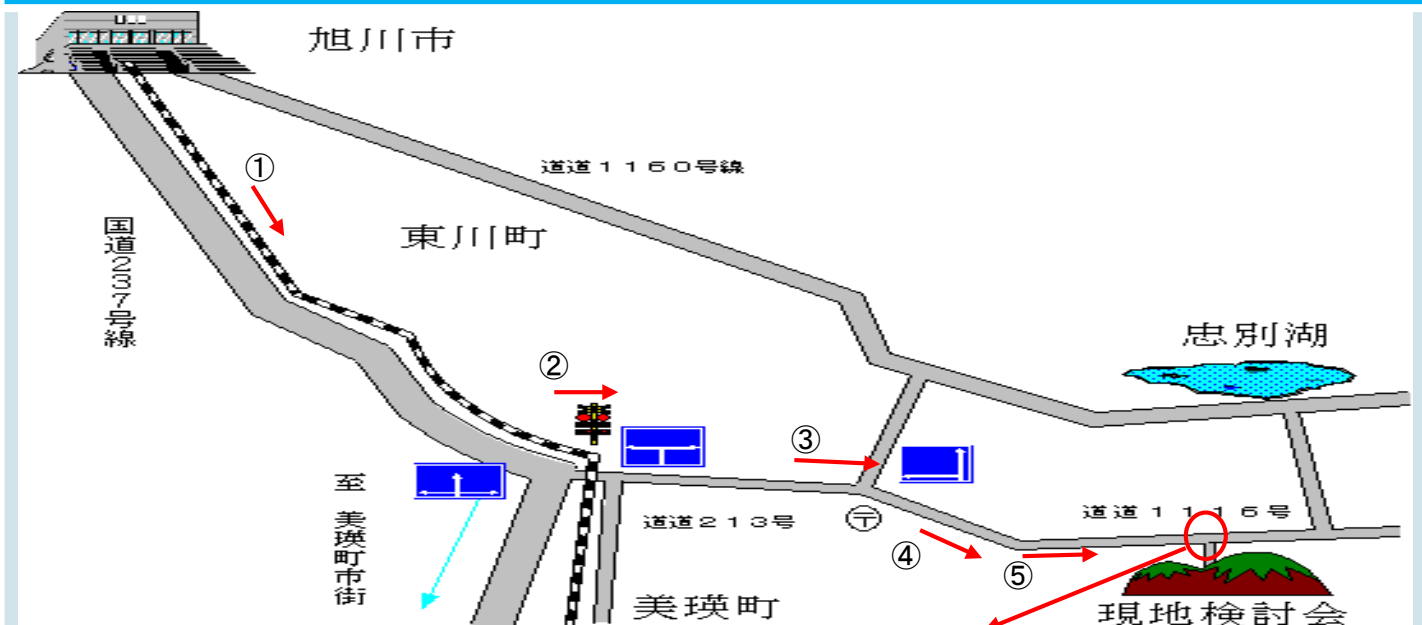 旭川市
①
道道1160号線
国道237号線
東川町
忠別湖
②
③
至 美瑛町市街
道道213号
〒
道道1116号
④
⑤
美瑛町
現地検討会